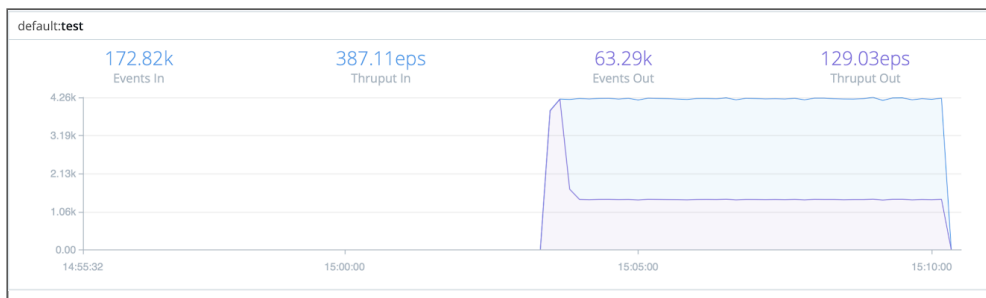 default:test
172.82k 387.11eps 63.29k 129.03eps
Events In Thruput In Events Out Thruput Out
4.26k
3.19k
2.13k
1.06k
0.00
14:55:32 15:00:00 15:05:00 15:10:00